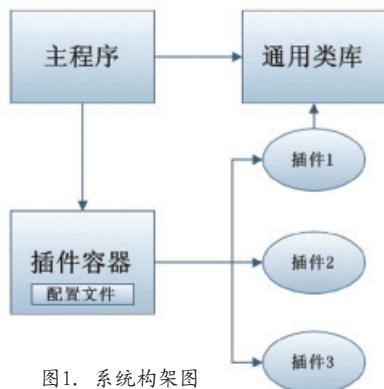 主程序
通用类库
插件1
插件容器
配置文件
插件2
插件3
图1. 系统构架图